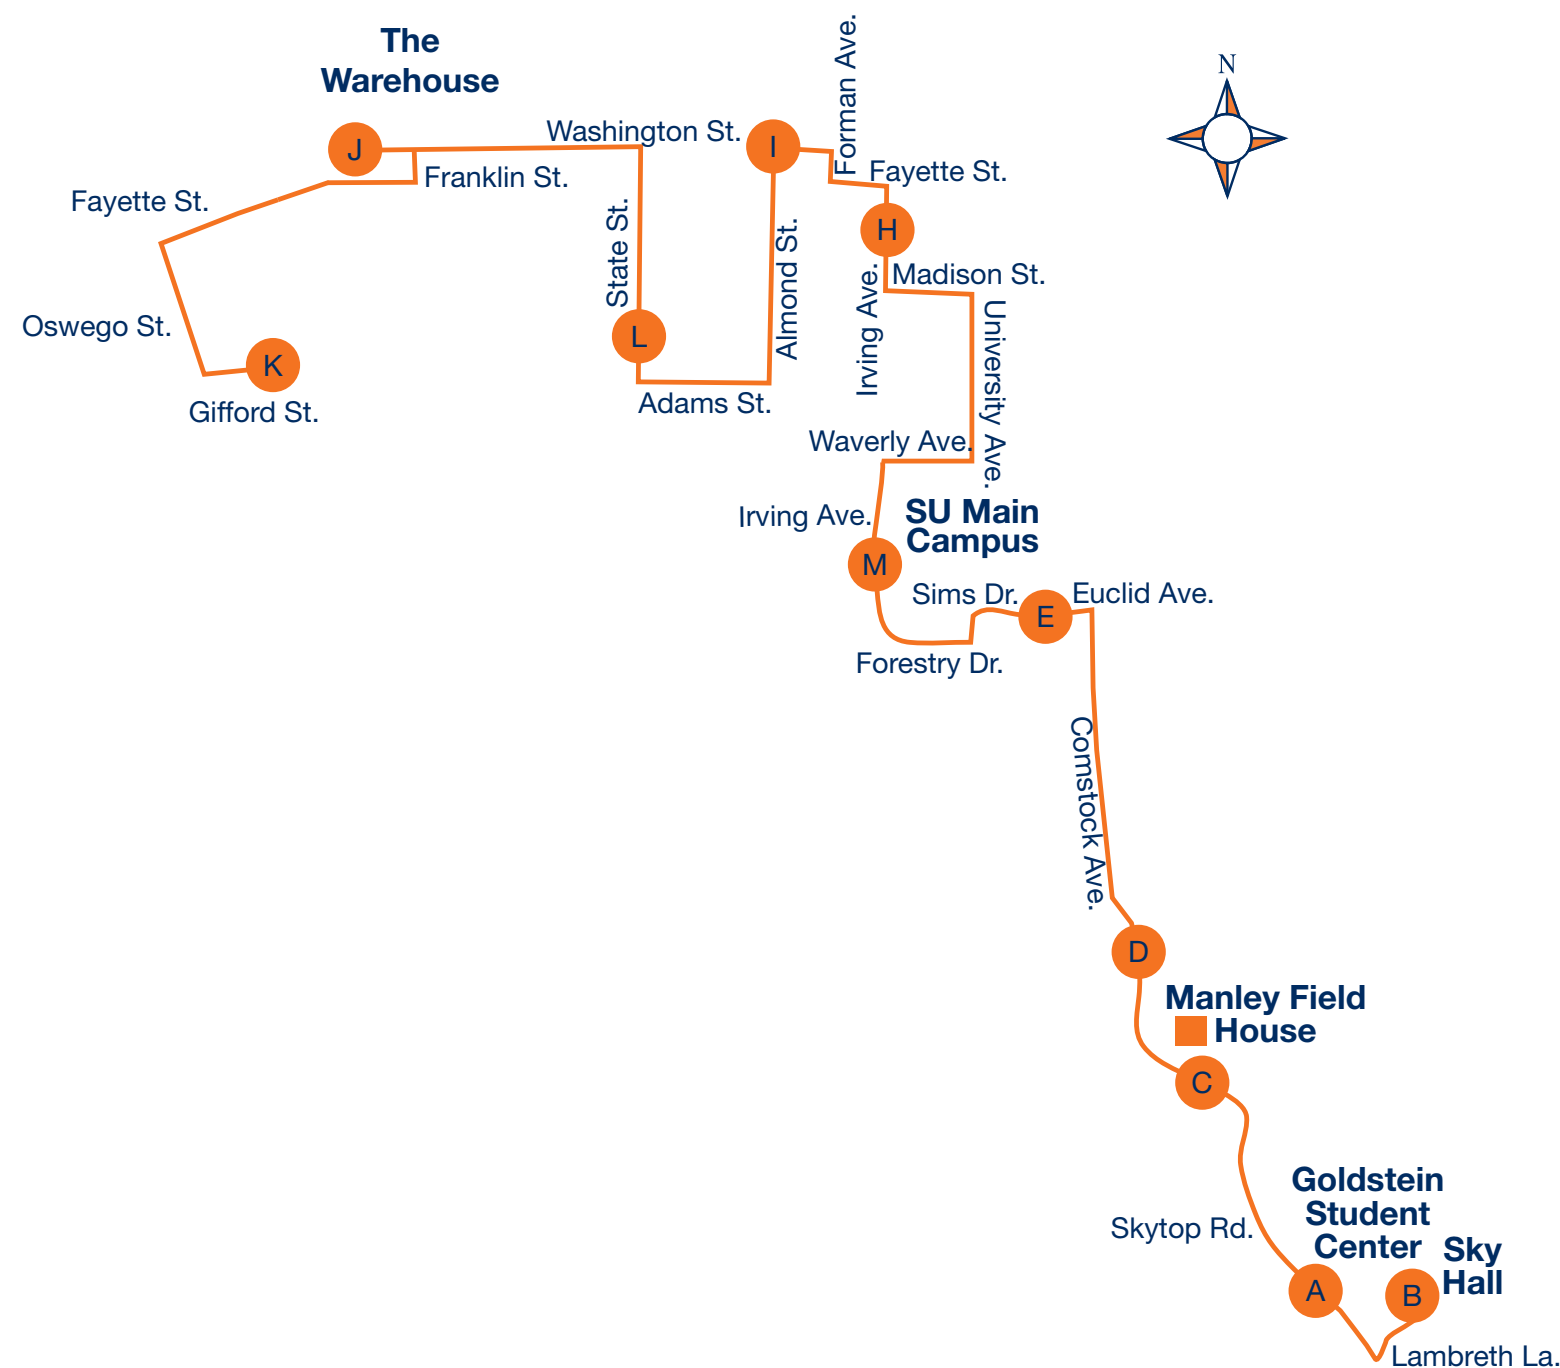 The
Warehouse
Forman Ave.
N
Washington St.
J
I
Franklin St.
Fayette St.
Fayette St.
State St.
Almond St.
H
Madison St.
Irving Ave.
University Ave.
Oswego St.
L
K
Gifford St.
Adams St.
Waverly Ave.
Irving Ave.
SU Main
Campus
M
Sims Dr.
E
Euclid Ave.
Forestry Dr.
Comstock Ave.
D
Manley Field
House
C
Goldstein
Student
Center
Skytop Rd.
Sky
Hall
A
B
Lambreth La.